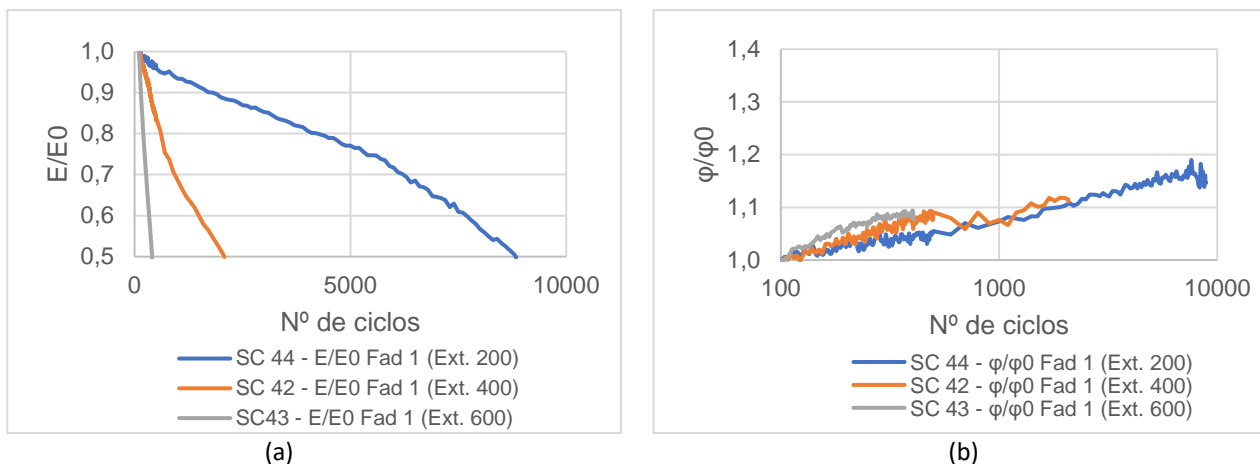 1,0
0,9
0,8
0,7
0,6
0,5
E/E0
0
5000
10000
Nº de ciclos
SC 44 - E/E0 Fad 1 (Ext. 200)
SC 42 - E/E0 Fad 1 (Ext. 400)
SC43 - E/E0 Fad 1 (Ext. 600)
(a)
1,4
1,3
1,2
1,1
1,0
φ/φ0
100
1000
10000
Nº de ciclos
SC 44 - φ/φ0 Fad 1 (Ext. 200)
SC 42 - φ/φ0 Fad 1 (Ext. 400)
SC 43 - φ/φ0 Fad 1 (Ext. 600)
(b)